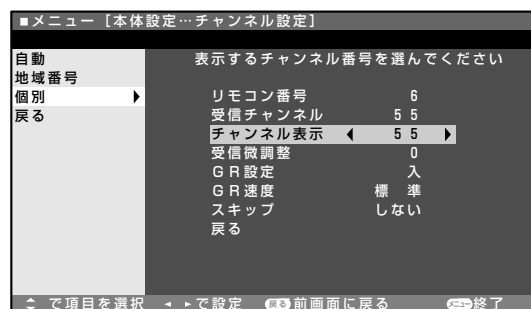 ■メニュー [本体設定…チャンネル設定]
自動
地域番号
個別 ▶
戻る
表示するチャンネル番号を選んでください
リモコン番号 6
受信チャンネル 55
チャンネル表示 ◀ 55 ▶
受信微調整 0
GR設定 入
GR速度 標 準
スキップ しない
戻る
で項目を選択 ◂ ▸で設定 戻る前画面に戻る メニュー終了